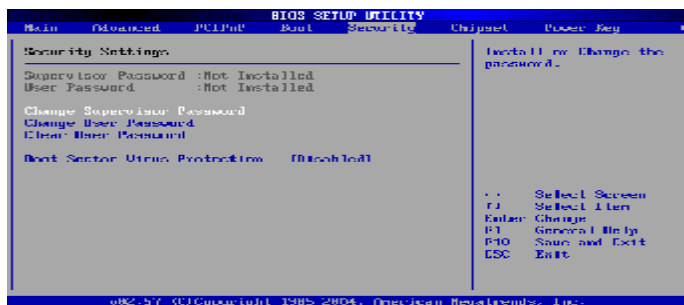 BIOS SETUP UTILITY
Main Advanced PCIPnP Boot Security Chipset Power Key
Security Settings
Supervisor Password :Not Installed
User Password :Not Installed
Change Supervisor Password
Change User Password
Clear User Password
Boot Sector Virus Protection [Disabled]
Install or Change the
password.
Select Screen
Select Item
Enter Change
F1 General Help
F10 Save and Exit
ESC Exit
v02.57 (C)Copyright 1985-2004, American Megatrends, Inc.